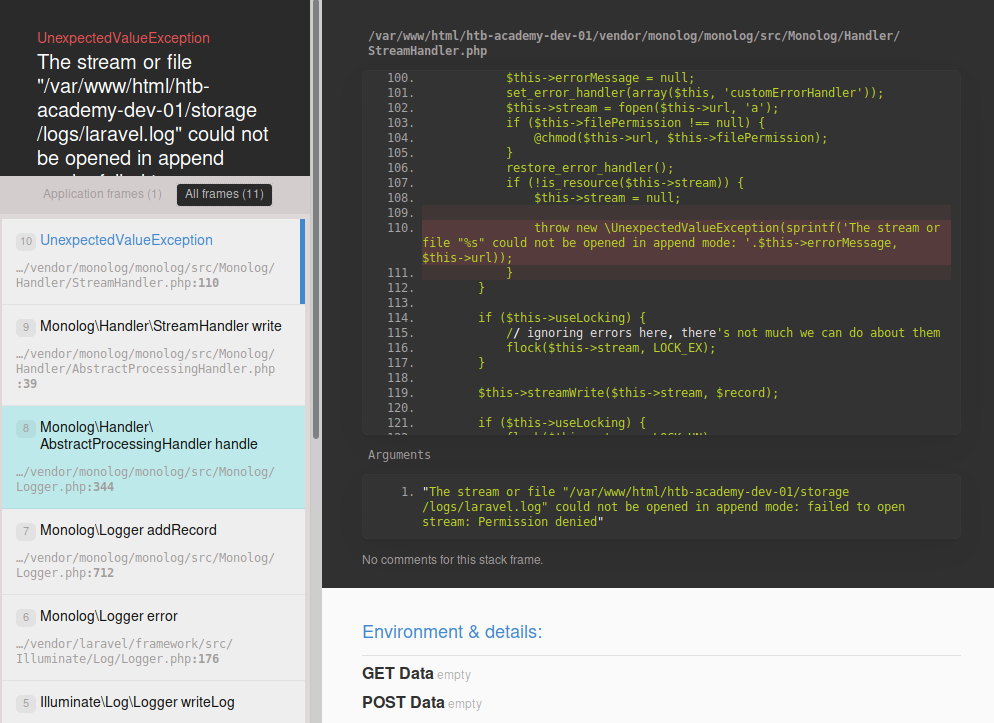 UnexpectedValueException
The stream or file
"/var/www/html/htb-
academy-dev-01/storage
/logs/laravel.log" could not
be opened in append
Application frames (1) All frames (11)
10 UnexpectedValueException
…/vendor/monolog/monolog/src/Monolog/
Handler/StreamHandler.php:110
9 Monolog\Handler\StreamHandler write
…/vendor/monolog/monolog/src/Monolog/
Handler/AbstractProcessingHandler.php
:39
8 Monolog\Handler\
AbstractProcessingHandler handle
…/vendor/monolog/monolog/src/Monolog/
Logger.php:344
7 Monolog\Logger addRecord
…/vendor/monolog/monolog/src/Monolog/
Logger.php:712
6 Monolog\Logger error
…/vendor/laravel/framework/src/
Illuminate/Log/Logger.php:176
5 Illuminate\Log\Logger writeLog
/var/www/html/htb-academy-dev-01/vendor/monolog/monolog/src/Monolog/Handler/
StreamHandler.php
100. $this->errorMessage = null;
101. set_error_handler(array($this, 'customErrorHandler'));
102. $this->stream = fopen($this->url, 'a');
103. if ($this->filePermission !== null) {
104. @chmod($this->url, $this->filePermission);
105. }
106. restore_error_handler();
107. if (!is_resource($this->stream)) {
108. $this->stream = null;
109.
110. throw new \UnexpectedValueException(sprintf('The stream or
file "%s" could not be opened in append mode: '.$this->errorMessage,
$this->url));
111. }
112. }
113.
114. if ($this->useLocking) {
115. // ignoring errors here, there's not much we can do about them
116. flock($this->stream, LOCK_EX);
117. }
118.
119. $this->streamWrite($this->stream, $record);
120.
121. if ($this->useLocking) {
Arguments
1. "The stream or file "/var/www/html/htb-academy-dev-01/storage
/logs/laravel.log" could not be opened in append mode: failed to open
stream: Permission denied"
No comments for this stack frame.
Environment & details:
GET Data empty
POST Data empty